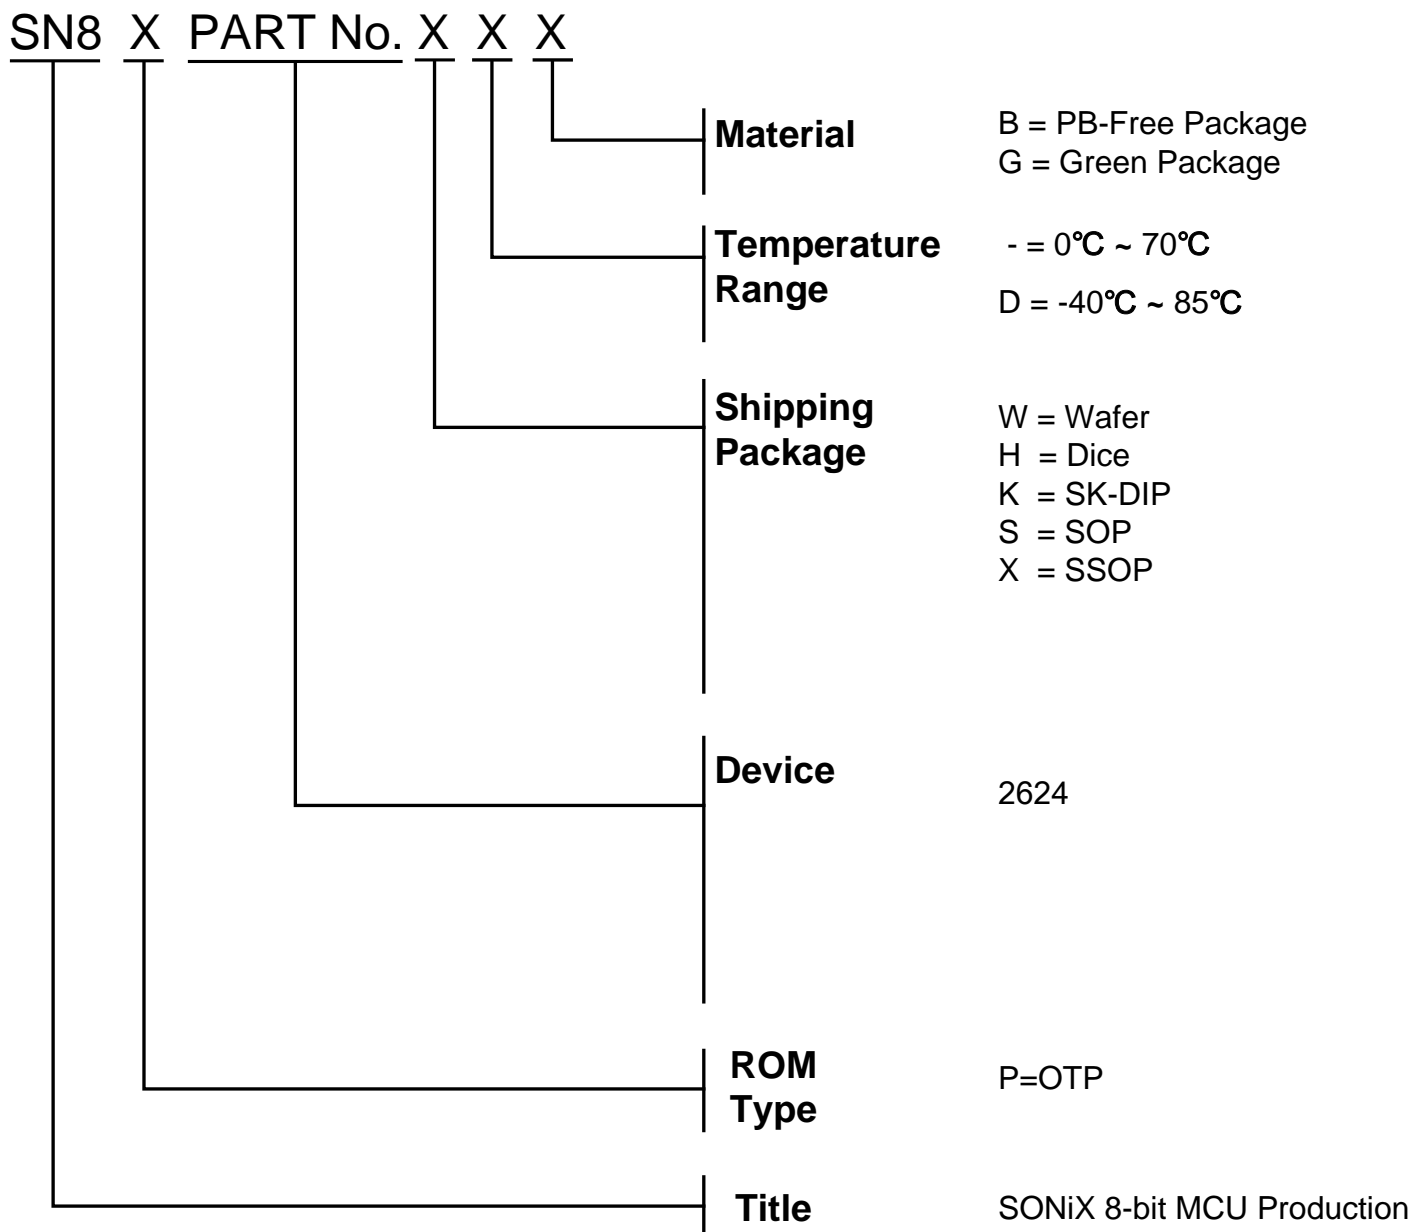 SN8 X PART No. X X X
Material
B = PB-Free Package
G = Green Package
Temperature
Range
- = 0℃ ~ 70℃
D = -40℃ ~ 85℃
Shipping
Package
W = Wafer
H = Dice
K = SK-DIP
S = SOP
X = SSOP
Device
2624
ROM
Type
P=OTP
Title
SONiX 8-bit MCU Production